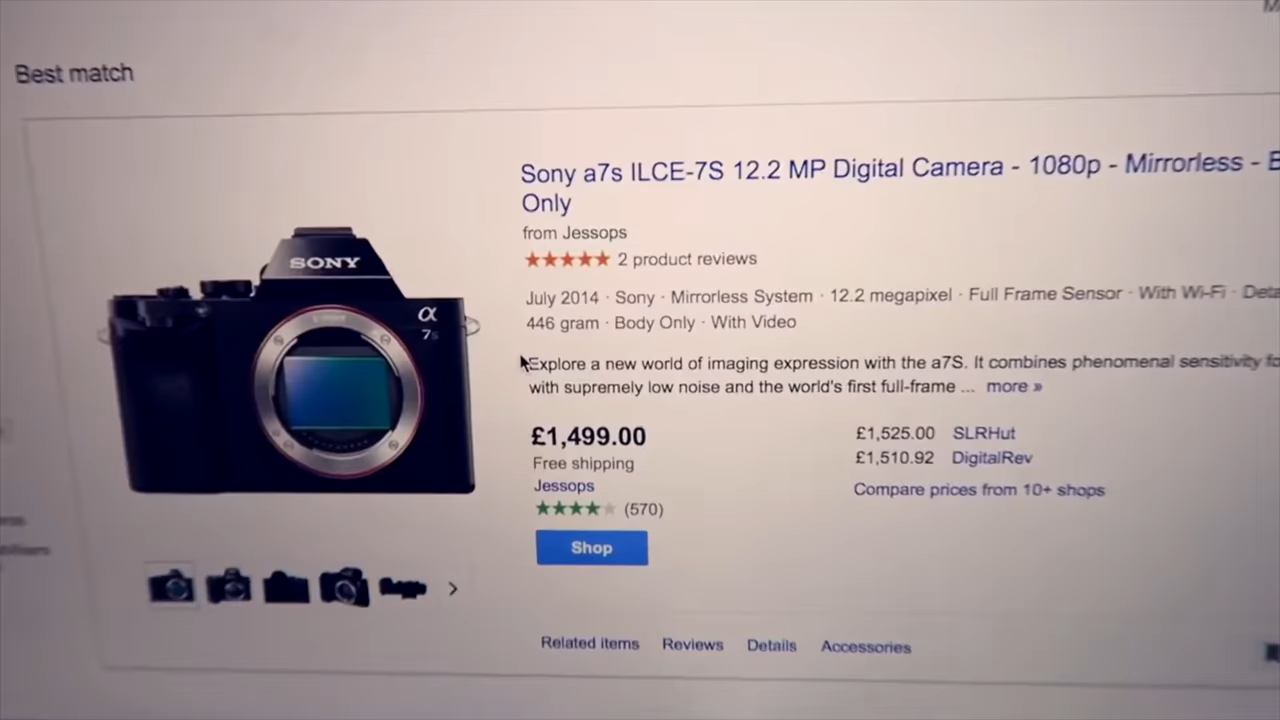 Best match
Sony a7s ILCE-7S 12.2 MP Digital Camera - 1080p - Mirrorless -
Only
from Jessops
2 product reviews
July 2014 · Sony · Mirrorless System · 12.2 megapixel · Full Frame Sensor · With Wi-Fi ·
446 gram · Body Only · With Video
Explore a new world of imaging expression with the a7S. It combines phenomenal sensitivity
with supremely low noise and the world's first full-frame ... more »
SONY
α
7s
£1,499.00
Free shipping
Jessops
(570)
Shop
£1,525.00 SLRHut
£1,510.92 DigitalRev
Compare prices from 10+ shops
Related items Reviews Details Accessories